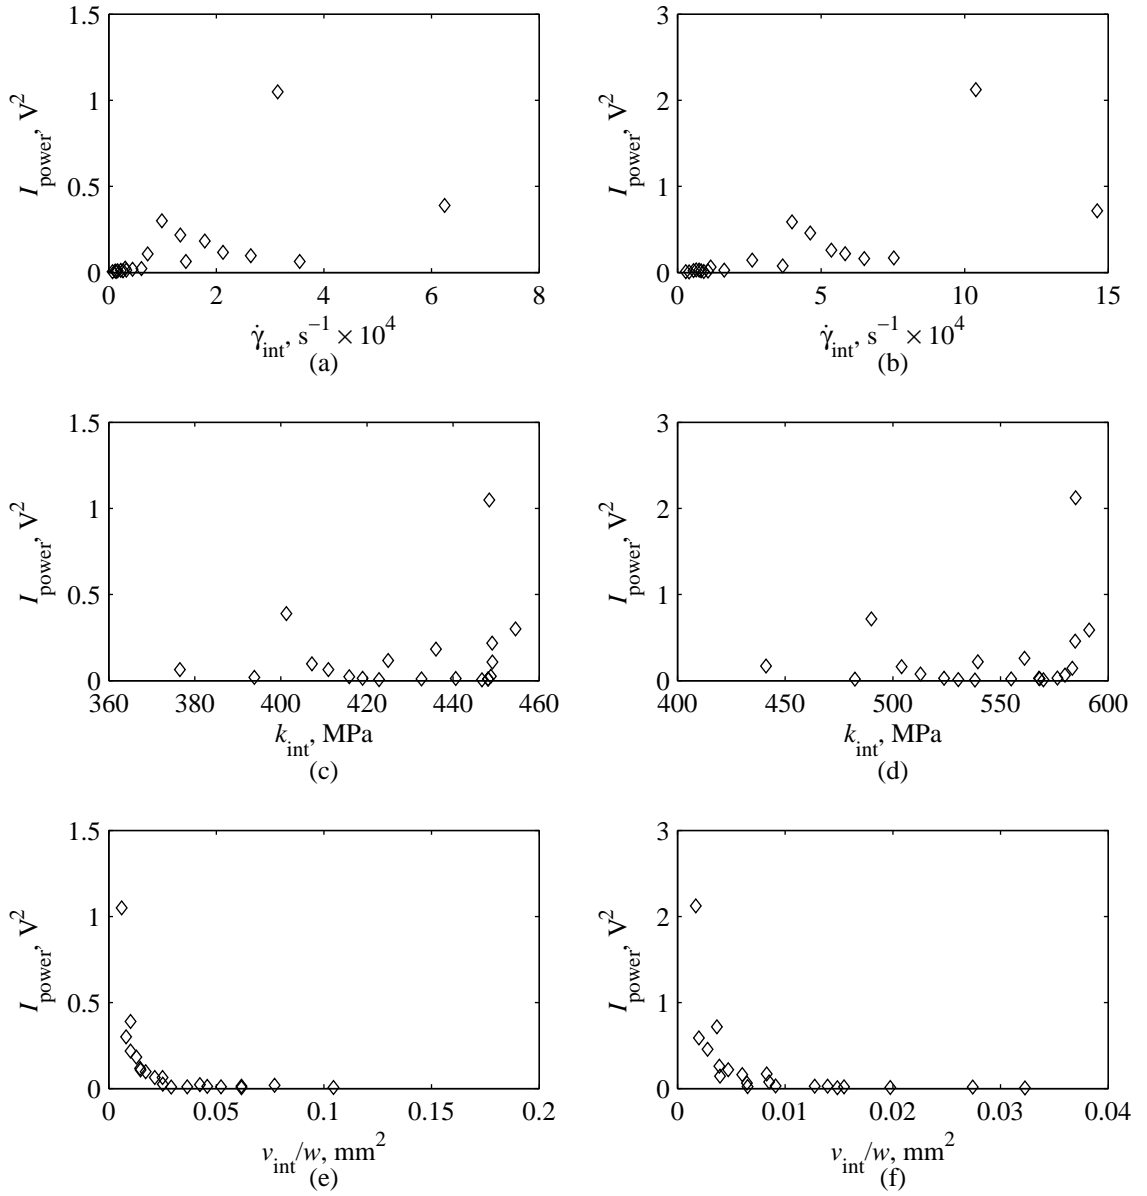 1.5
1
0.5
0
0 2 4 6 8
I_power, V^2
γ̇_int, s^−1 × 10^4
(a)
3
2
1
0
0 5 10 15
I_power, V^2
γ̇_int, s^−1 × 10^4
(b)
1.5
1
0.5
0
360 380 400 420 440 460
I_power, V^2
k_int, MPa
(c)
3
2
1
0
400 450 500 550 600
I_power, V^2
k_int, MPa
(d)
1.5
1
0.5
0
0 0.05 0.1 0.15 0.2
I_power, V^2
v_int/w, mm^2
(e)
3
2
1
0
0 0.01 0.02 0.03 0.04
I_power, V^2
v_int/w, mm^2
(f)